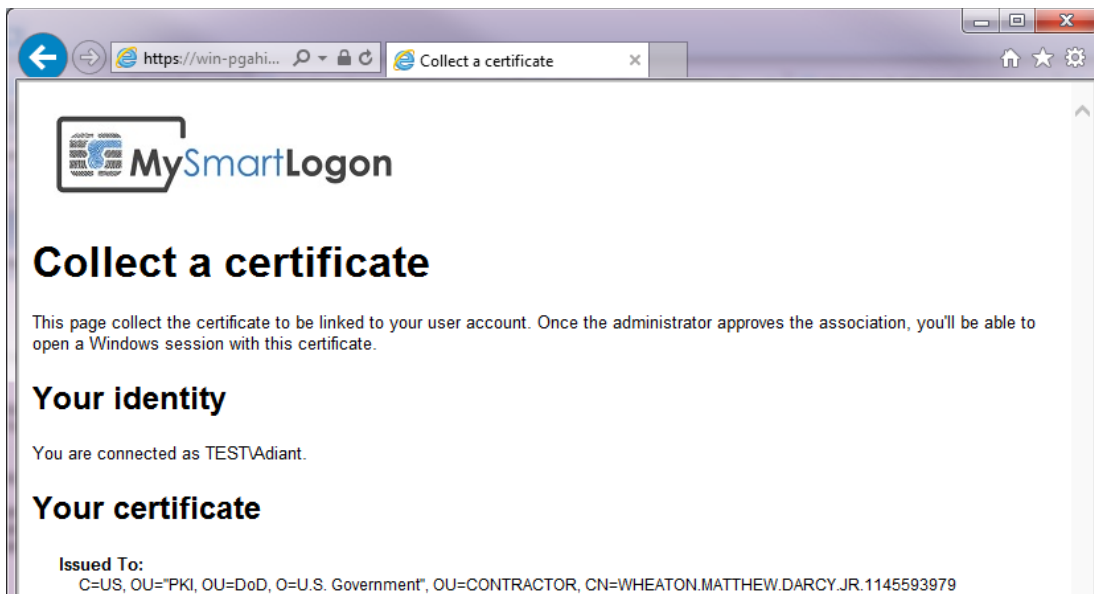 https://win-pgahi...
Collect a certificate
MySmartLogon
Collect a certificate
This page collect the certificate to be linked to your user account. Once the administrator approves the association, you'll be able to
open a Windows session with this certificate.
Your identity
You are connected as TEST\Adiant.
Your certificate
Issued To:
C=US, OU="PKI, OU=DoD, O=U.S. Government", OU=CONTRACTOR, CN=WHEATON.MATTHEW.DARCY.JR.1145593979